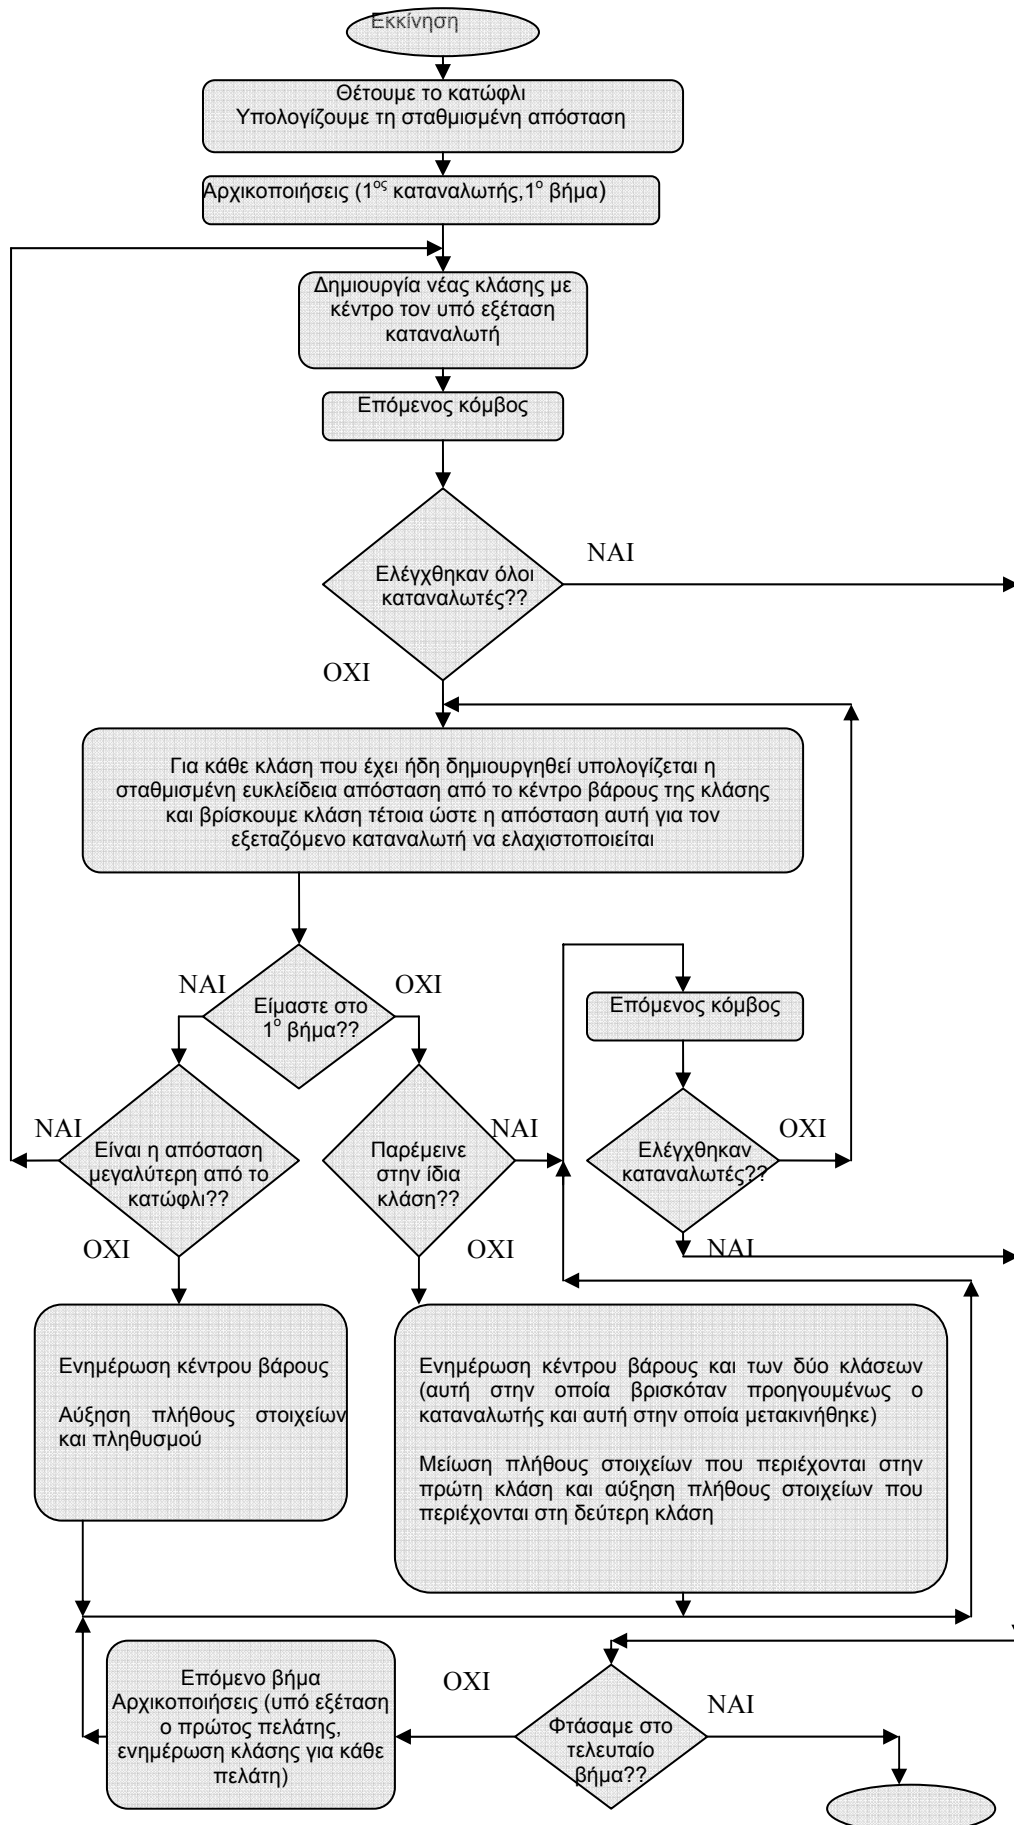 Εκκίνηση
Θέτουμε το κατώφλι
Υπολογίζουμε τη σταθμισμένη απόσταση
Αρχικοποιήσεις (1ος καταναλωτής,1ο βήμα)
Δημιουργία νέας κλάσης με
κέντρο τον υπό εξέταση
καταναλωτή
Επόμενος κόμβος
ΝΑΙ
Ελέγχθηκαν όλοι
καταναλωτές??
ΟΧΙ
Για κάθε κλάση που έχει ήδη δημιουργηθεί υπολογίζεται η
σταθμισμένη ευκλείδεια απόσταση από το κέντρο βάρους της κλάσης
και βρίσκουμε κλάση τέτοια ώστε η απόσταση αυτή για τον
εξεταζόμενο καταναλωτή να ελαχιστοποιείται
ΝΑΙ
ΟΧΙ
Είμαστε στο
1ο βήμα??
Επόμενος κόμβος
ΝΑΙ
Είναι η απόσταση
μεγαλύτερη από το
κατώφλι??
ΟΧΙ
ΝΑΙ
Παρέμεινε
στην ίδια
κλάση??
ΟΧΙ
ΟΧΙ
Ελέγχθηκαν
καταναλωτές??
ΝΑΙ
Ενημέρωση κέντρου βάρους
Αύξηση πλήθους στοιχείων
και πληθυσμού
Ενημέρωση κέντρου βάρους και των δύο κλάσεων
(αυτή στην οποία βρισκόταν προηγουμένως ο
καταναλωτής και αυτή στην οποία μετακινήθηκε)
Μείωση πλήθους στοιχείων που περιέχονται στην
πρώτη κλάση και αύξηση πλήθους στοιχείων που
περιέχονται στη δεύτερη κλάση
Επόμενο βήμα
Αρχικοποιήσεις (υπό εξέταση
ο πρώτος πελάτης,
ενημέρωση κλάσης για κάθε
πελάτη)
ΟΧΙ
ΝΑΙ
Φτάσαμε στο
τελευταίο
βήμα??